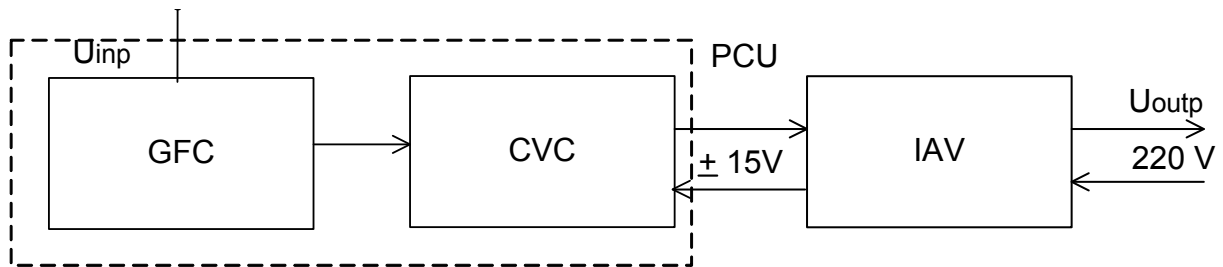 Uinp
PCU
GFC
CVC
± 15V
IAV
Uoutp
220 V